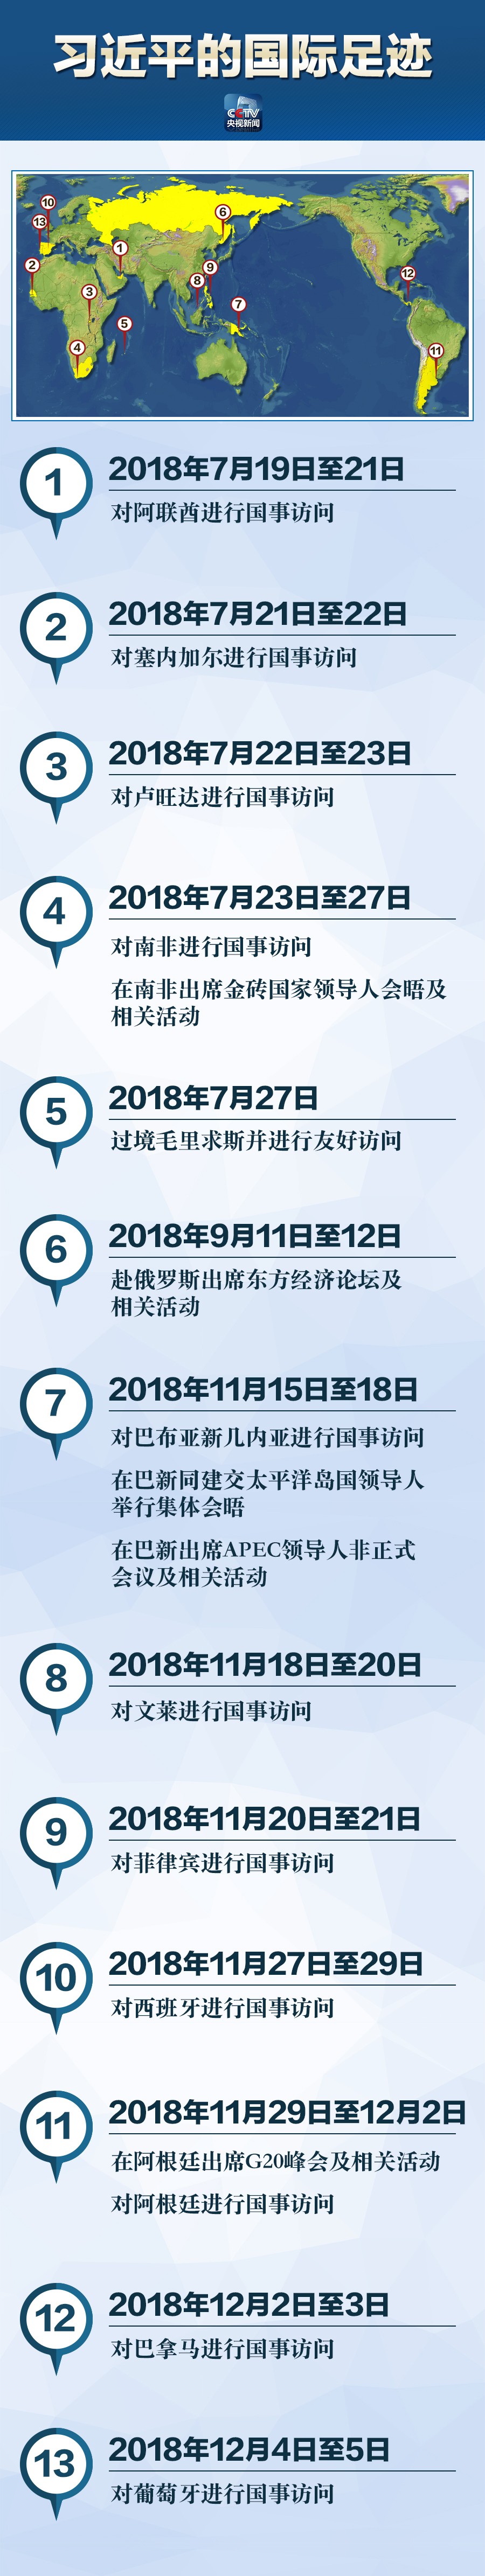 习近平的国际足迹
CCTV
央视新闻
10
13
6
1
2
9
8
12
3
7
5
4
11
1
2018年7月19日至21日
对阿联酋进行国事访问
2
2018年7月21日至22日
对塞内加尔进行国事访问
3
2018年7月22日至23日
对卢旺达进行国事访问
4
2018年7月23日至27日
对南非进行国事访问
在南非出席金砖国家领导人会晤及
相关活动
5
2018年7月27日
过境毛里求斯并进行友好访问
6
2018年9月11日至12日
赴俄罗斯出席东方经济论坛及
相关活动
7
2018年11月15日至18日
对巴布亚新几内亚进行国事访问
在巴新同建交太平洋岛国领导人
举行集体会晤
在巴新出席APEC领导人非正式
会议及相关活动
8
2018年11月18日至20日
对文莱进行国事访问
9
2018年11月20日至21日
对菲律宾进行国事访问
10
2018年11月27日至29日
对西班牙进行国事访问
11
2018年11月29日至12月2日
在阿根廷出席G20峰会及相关活动
对阿根廷进行国事访问
12
2018年12月2日至3日
对巴拿马进行国事访问
13
2018年12月4日至5日
对葡萄牙进行国事访问